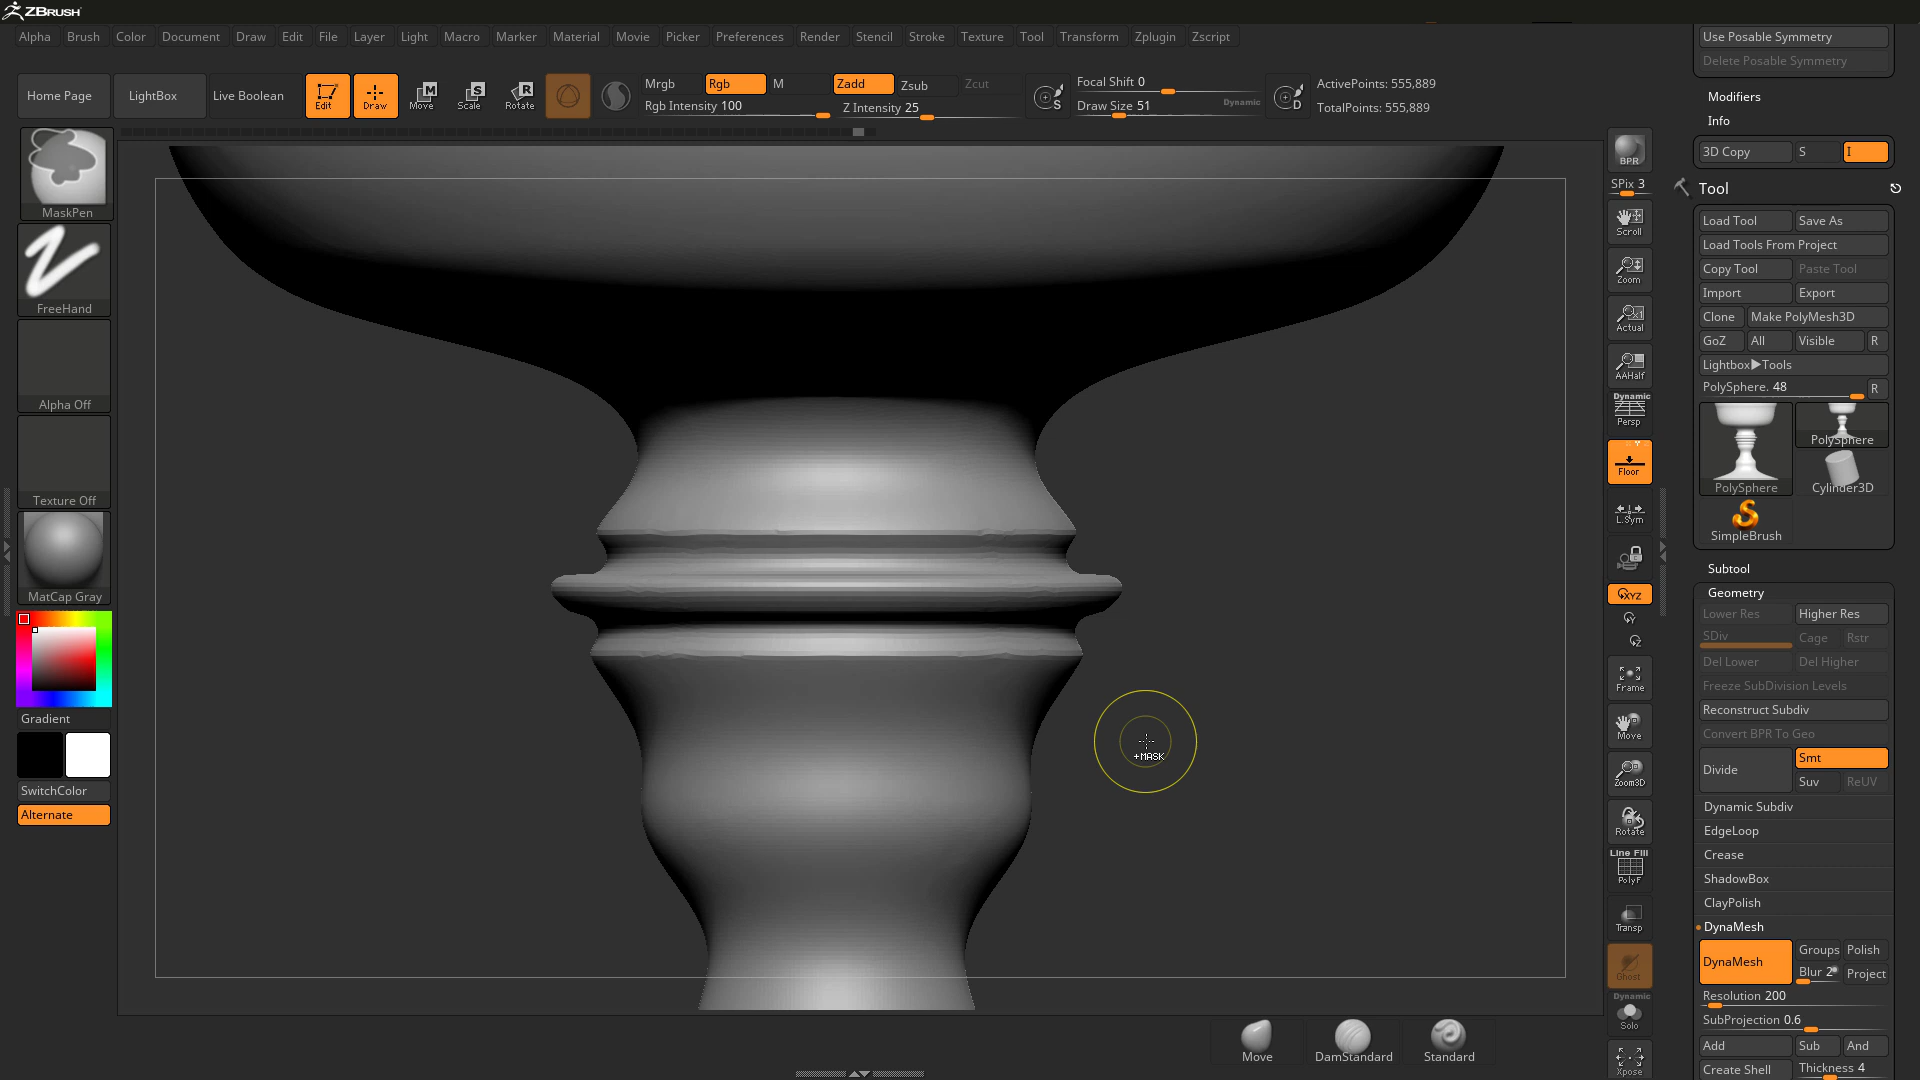 ZBRUSH
Alpha Brush Color Document Draw Edit File Layer Light Macro Marker Material Movie Picker Preferences Render Stencil Stroke Texture Tool Transform Zplugin Zscript
Home Page
LightBox
Live Boolean
Edit
Draw
Move
Scale
Rotate
Mrgb Rgb M
Rgb Intensity 100
Zadd Zsub Zcut
Z Intensity 25
S
Focal Shift 0
Draw Size 51
Dynamic
D
ActivePoints: 555,889
TotalPoints: 555,889
MaskPen
FreeHand
Alpha Off
Texture Off
MatCap Gray
Gradient
SwitchColor
Alternate
+MASK
Move
DamStandard
Standard
BPR
SPix 3
Scroll
Zoom
Actual
AAHalf
Dynamic
Persp
Floor
L.Sym
XYZ
Y
Z
Frame
Move
Zoom3D
Rotate
Line Fill
PolyF
Transp
Ghost
Dynamic
Solo
Xpose
Use Posable Symmetry
Delete Posable Symmetry
Modifiers
Info
3D Copy S I
Tool
Load Tool Save As
Load Tools From Project
Copy Tool Paste Tool
Import Export
Clone Make PolyMesh3D
GoZ All Visible R
Lightbox▶Tools
PolySphere. 48 R
PolySphere
PolySphere
Cylinder3D
SimpleBrush
Subtool
Geometry
Lower Res Higher Res
SDiv Cage Rstr
Del Lower Del Higher
Freeze SubDivision Levels
Reconstruct Subdiv
Convert BPR To Geo
Divide Smt
Suv ReUV
Dynamic Subdiv
EdgeLoop
Crease
ShadowBox
ClayPolish
DynaMesh
DynaMesh Groups Polish
Blur 2 Project
Resolution 200
SubProjection 0.6
Add Sub And
Create Shell Thickness 4